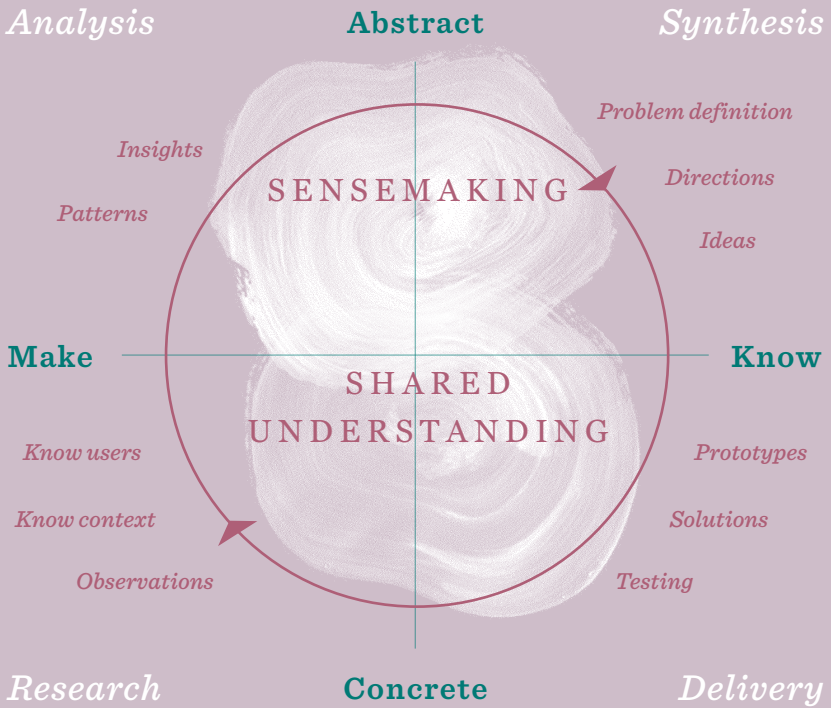 Analysis
Abstract
Synthesis
Problem definition
Insights
Directions
SENSEMAKING
Patterns
Ideas
Make
Know
SHARED
UNDERSTANDING
Know users
Prototypes
Know context
Solutions
Observations
Testing
Research
Concrete
Delivery